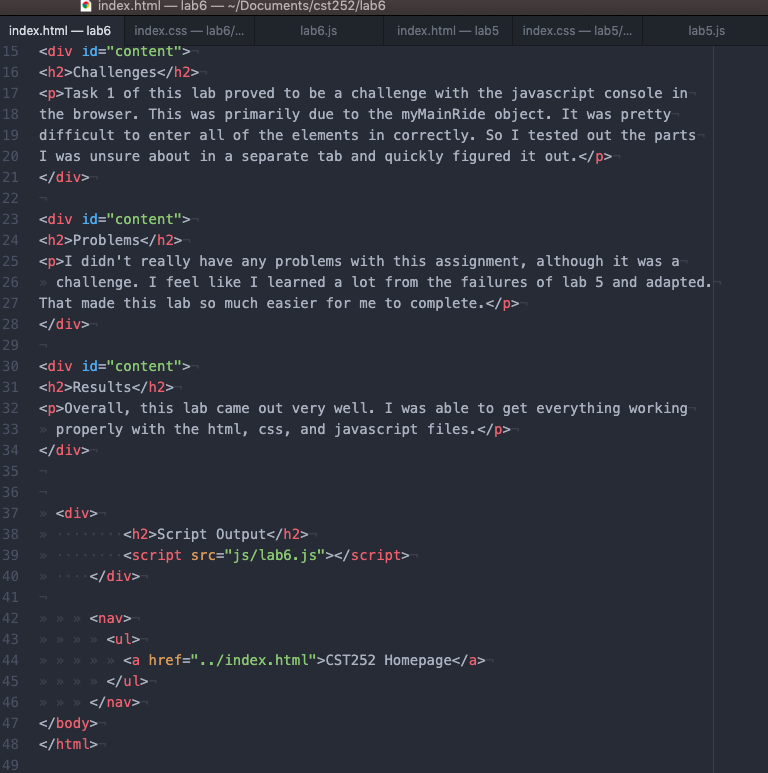 index.html — lab6 — ~/Documents/cst252/lab6
index.html — lab6 index.css — lab6/... lab6.js index.html — lab5 index.css — lab5/... lab5.js
15 <div id="content">
16 <h2>Challenges</h2>
17 <p>Task 1 of this lab proved to be a challenge with the javascript console in
18 the browser. This was primarily due to the myMainRide object. It was pretty
19 difficult to enter all of the elements in correctly. So I tested out the parts
20 I was unsure about in a separate tab and quickly figured it out.</p>
21 </div>
22
23 <div id="content">
24 <h2>Problems</h2>
25 <p>I didn't really have any problems with this assignment, although it was a
26 challenge. I feel like I learned a lot from the failures of lab 5 and adapted.
27 That made this lab so much easier for me to complete.</p>
28 </div>
29
30 <div id="content">
31 <h2>Results</h2>
32 <p>Overall, this lab came out very well. I was able to get everything working
33 properly with the html, css, and javascript files.</p>
34 </div>
35
36
37 <div>
38 <h2>Script Output</h2>
39 <script src="js/lab6.js"></script>
40 </div>
41
42 <nav>
43 <ul>
44 <a href="../index.html">CST252 Homepage</a>
45 </ul>
46 </nav>
47 </body>
48 </html>
49